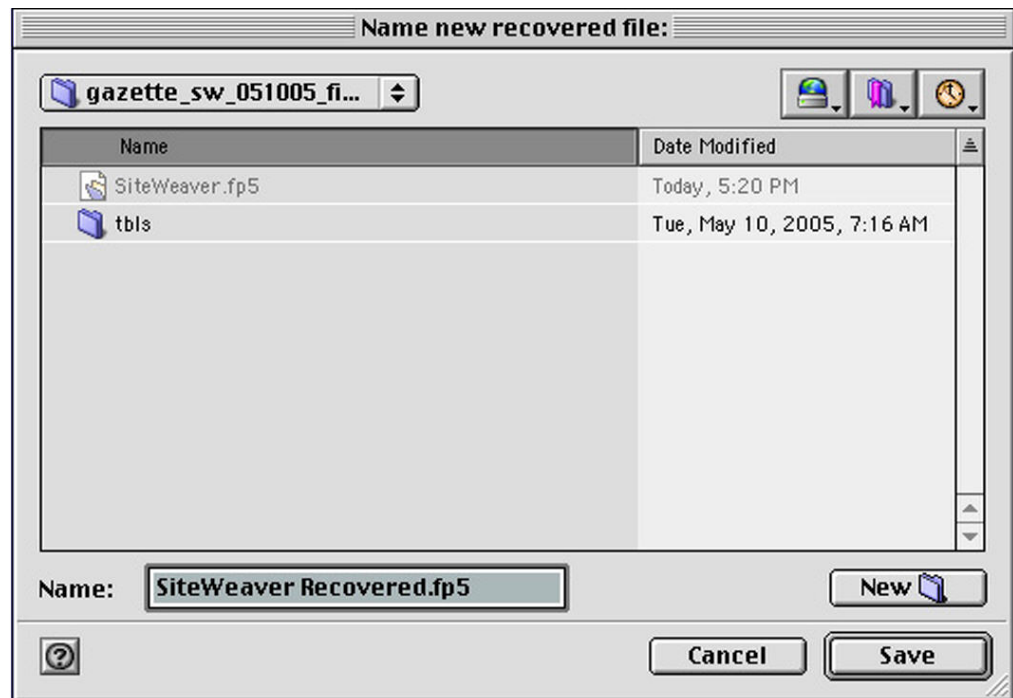 Name new recovered file:
gazette_sw_051005_fi...
Name Date Modified
SiteWeaver.fp5 Today, 5:20 PM
tbls Tue, May 10, 2005, 7:16 AM
Name: SiteWeaver Recovered.fp5 New
? Cancel Save